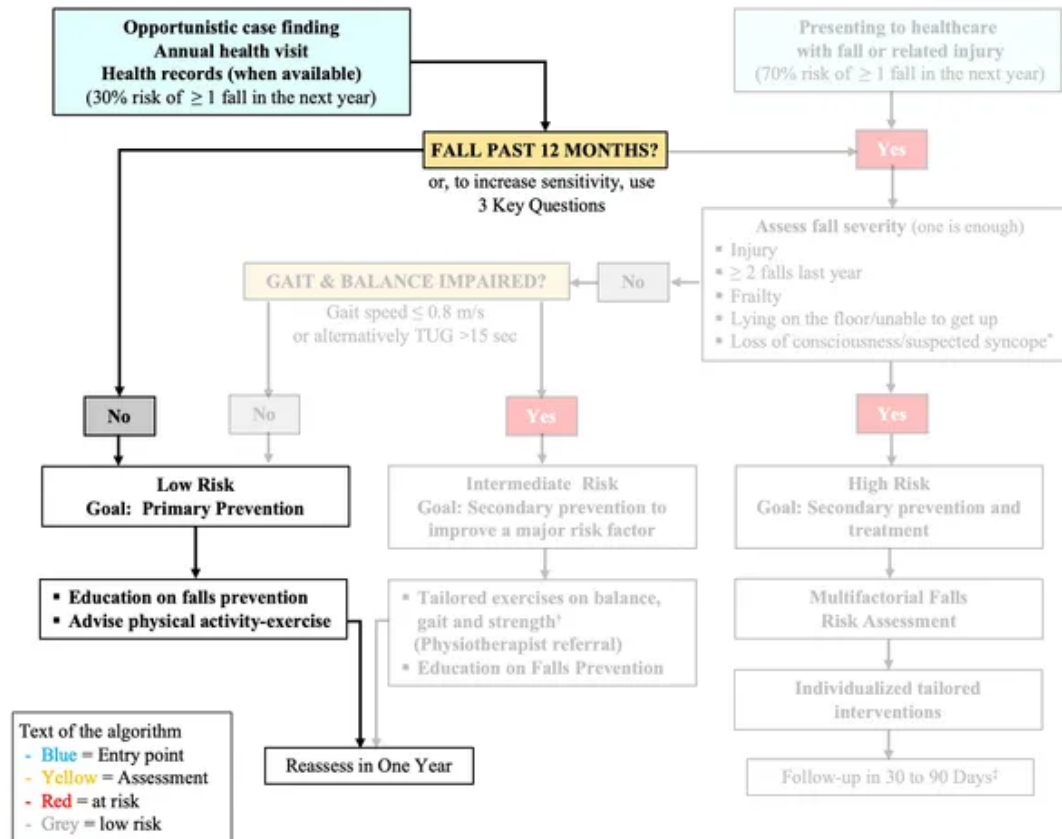 Opportunistic case finding
Annual health visit
Health records (when available)
(30% risk of ≥ 1 fall in the next year)
Presenting to healthcare
with fall or related injury
(70% risk of ≥ 1 fall in the next year)
FALL PAST 12 MONTHS?
or, to increase sensitivity, use
3 Key Questions
Yes
Assess fall severity (one is enough)
▪ Injury
▪ ≥ 2 falls last year
▪ Frailty
▪ Lying on the floor/unable to get up
▪ Loss of consciousness/suspected syncope*
No
GAIT & BALANCE IMPAIRED?
Gait speed ≤ 0.8 m/s
or alternatively TUG >15 sec
No
No
Yes
Yes
Low Risk
Goal: Primary Prevention
Intermediate Risk
Goal: Secondary prevention to
improve a major risk factor
High Risk
Goal: Secondary prevention and
treatment
▪ Education on falls prevention
▪ Advise physical activity-exercise
▪ Tailored exercises on balance,
gait and strength†
(Physiotherapist referral)
▪ Education on Falls Prevention
Multifactorial Falls
Risk Assessment
Individualized tailored
interventions
Reassess in One Year
Follow-up in 30 to 90 Days‡
Text of the algorithm
- Blue = Entry point
- Yellow = Assessment
- Red = at risk
- Grey = low risk